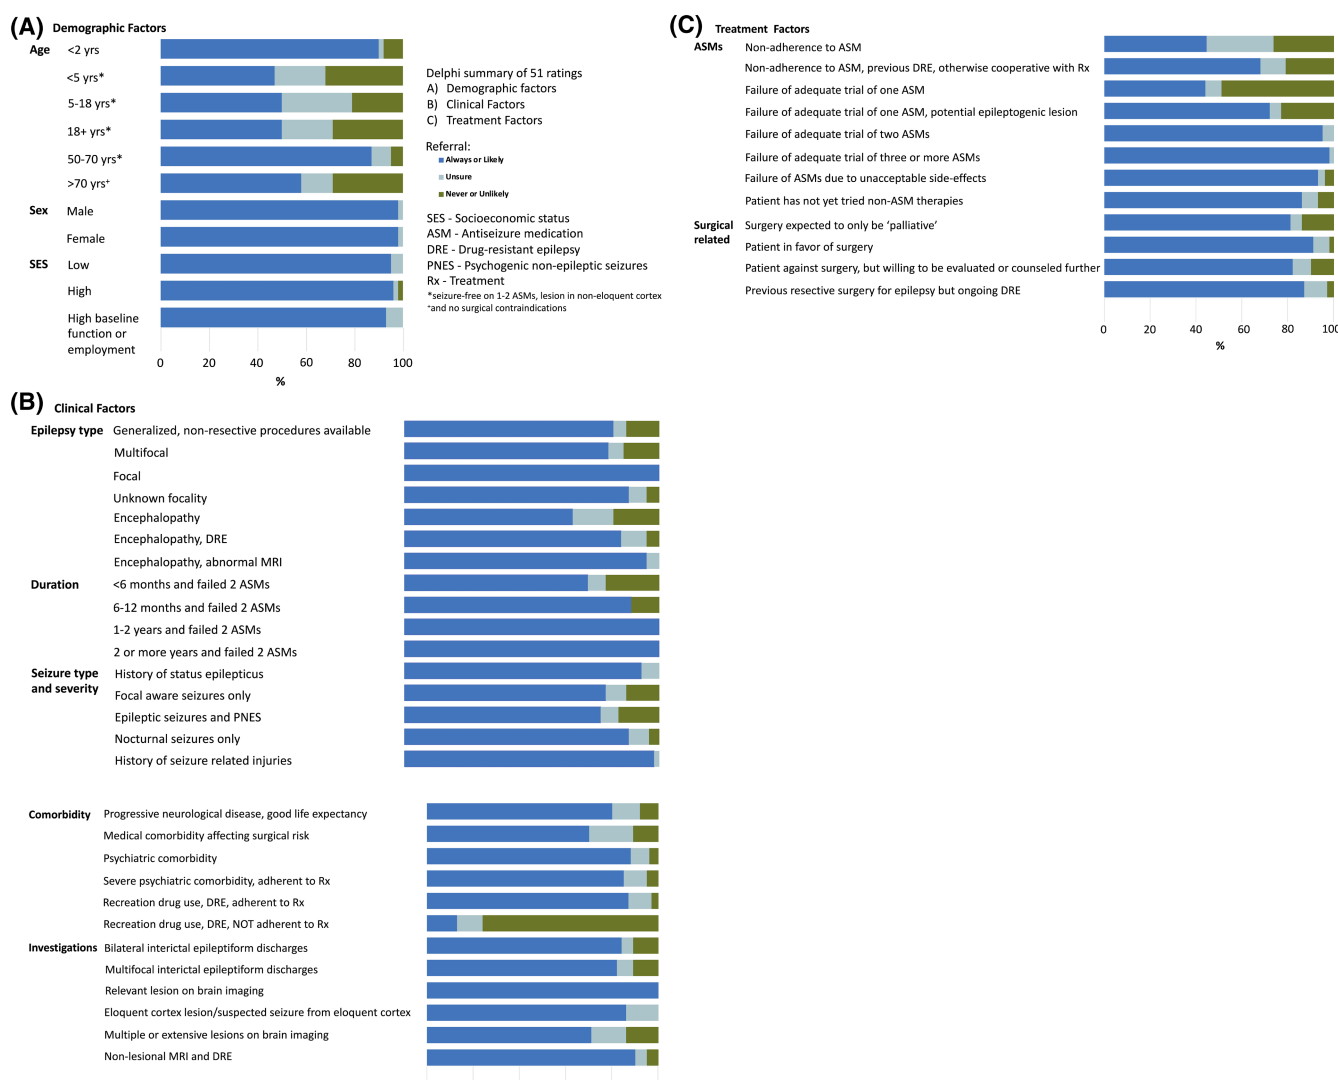 (A) Demographic Factors
Age <2 yrs
<5 yrs*
5-18 yrs*
18+ yrs*
50-70 yrs*
>70 yrs⁺
Sex Male
Female
SES Low
High
High baseline
function or
employment
0 20 40 60 80 100
%
Delphi summary of 51 ratings
A) Demographic factors
B) Clinical Factors
C) Treatment Factors
Referral:
Always or Likely
Unsure
Never or Unlikely
SES - Socioeconomic status
ASM - Antiseizure medication
DRE - Drug-resistant epilepsy
PNES - Psychogenic non-epileptic seizures
Rx - Treatment
*seizure-free on 1-2 ASMs, lesion in non-eloquent cortex
⁺and no surgical contraindications
(C) Treatment Factors
ASMs Non-adherence to ASM
Non-adherence to ASM, previous DRE, otherwise cooperative with Rx
Failure of adequate trial of one ASM
Failure of adequate trial of one ASM, potential epileptogenic lesion
Failure of adequate trial of two ASMs
Failure of adequate trial of three or more ASMs
Failure of ASMs due to unacceptable side-effects
Patient has not yet tried non-ASM therapies
Surgical
related
Surgery expected to only be ‘palliative’
Patient in favor of surgery
Patient against surgery, but willing to be evaluated or counseled further
Previous resective surgery for epilepsy but ongoing DRE
0 20 40 60 80 100
%
(B) Clinical Factors
Epilepsy type Generalized, non-resective procedures available
Multifocal
Focal
Unknown focality
Encephalopathy
Encephalopathy, DRE
Encephalopathy, abnormal MRI
Duration <6 months and failed 2 ASMs
6-12 months and failed 2 ASMs
1-2 years and failed 2 ASMs
2 or more years and failed 2 ASMs
Seizure type
and severity
History of status epilepticus
Focal aware seizures only
Epileptic seizures and PNES
Nocturnal seizures only
History of seizure related injuries
Comorbidity Progressive neurological disease, good life expectancy
Medical comorbidity affecting surgical risk
Psychiatric comorbidity
Severe psychiatric comorbidity, adherent to Rx
Recreation drug use, DRE, adherent to Rx
Recreation drug use, DRE, NOT adherent to Rx
Investigations Bilateral interictal epileptiform discharges
Multifocal interictal epileptiform discharges
Relevant lesion on brain imaging
Eloquent cortex lesion/suspected seizure from eloquent cortex
Multiple or extensive lesions on brain imaging
Non-lesional MRI and DRE